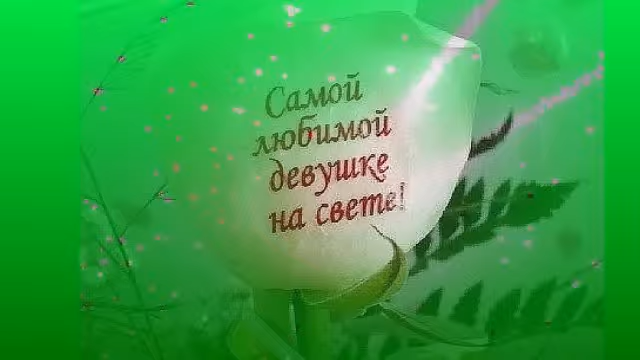 Самой
любимой
девушке
на свете!